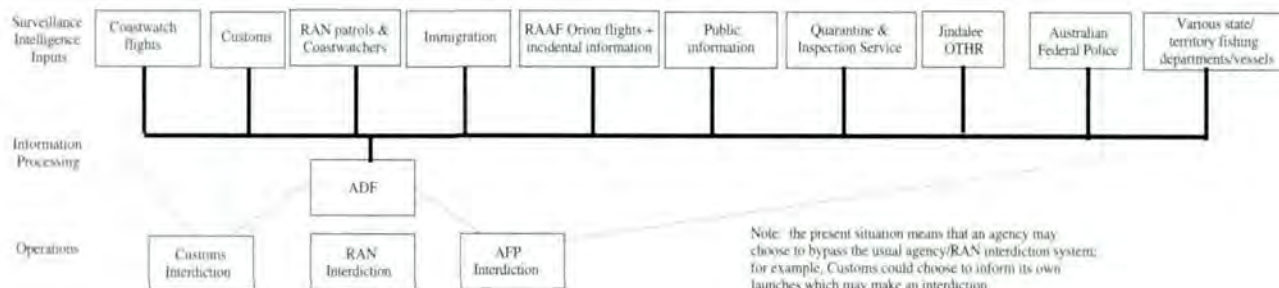 Surveillance
Intelligence
Inputs
Coastwatch
flights
Customs
RAN patrols &
Coastwatchers
Immigration
RAAF Orion flights +
incidental information
Public
information
Quarantine &
Inspection Service
Jindalee
OTHR
Australian
Federal Police
Various state/
territory fishing
departments/vessels
Information
Processing
ADF
Operations
Customs
Interdiction
RAN
Interdiction
AFP
Interdiction
Note: the present situation means that an agency may
choose to bypass the usual agency/RAN interdiction system;
for example, Customs could choose to inform its own
launches which may make an interdiction